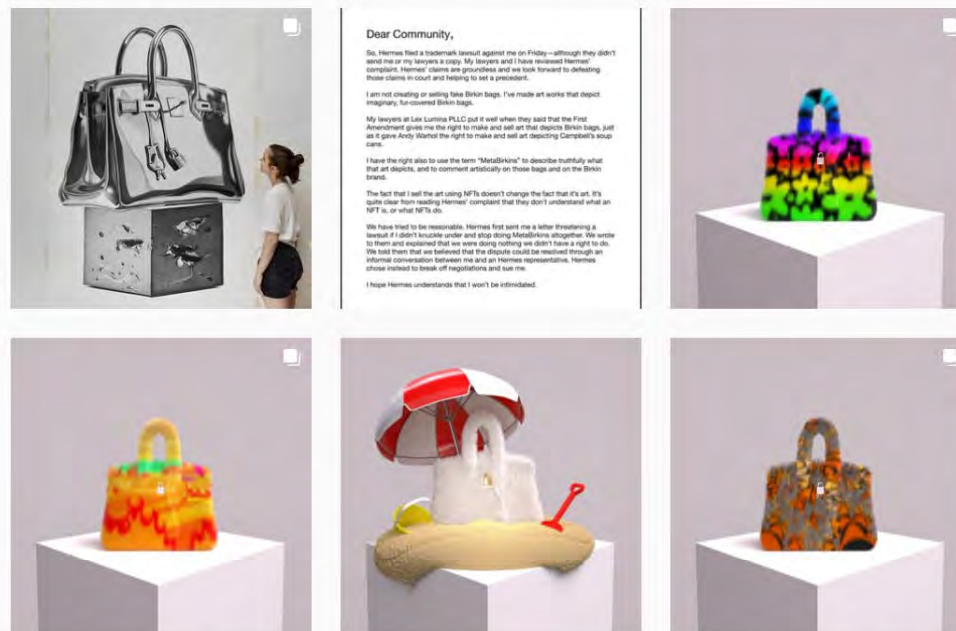 Dear Community,
So, Hermes filed a trademark lawsuit against me on Friday—although they didn't
send me or my lawyers a copy. My lawyers and I have reviewed Hermes'
complaint. Hermes' claims are groundless and we look forward to defeating
those claims in court and helping to set a precedent.
I am not creating or selling fake Birkin bags. I've made art works that depict
imaginary, fur-covered Birkin bags.
My lawyers at Lex Lumina PLLC put it well when they said that the First
Amendment gives me the right to make and sell art that depicts Birkin bags, just
as it gave Andy Warhol the right to make and sell art depicting Campbell's soup
cans.
I have the right also to use the term “MetaBirkins” to describe truthfully what
that art depicts, and to comment artistically on those bags and on the Birkin
brand.
The fact that I sell the art using NFTs doesn't change the fact that it's art. It's
quite clear from reading Hermes' complaint that they don't understand what an
NFT is, or what NFTs do.
We have tried to be reasonable. Hermes first sent me a letter threatening a
lawsuit if I didn't knuckle under and stop doing MetaBirkins altogether. We wrote
to them and explained that we were doing nothing we didn't have a right to do.
We told them that we believed that the dispute could be resolved through an
informal conversation between me and an Hermes representative. Hermes
chose instead to break off negotiations and sue me.
I hope Hermes understands that I won't be intimidated.